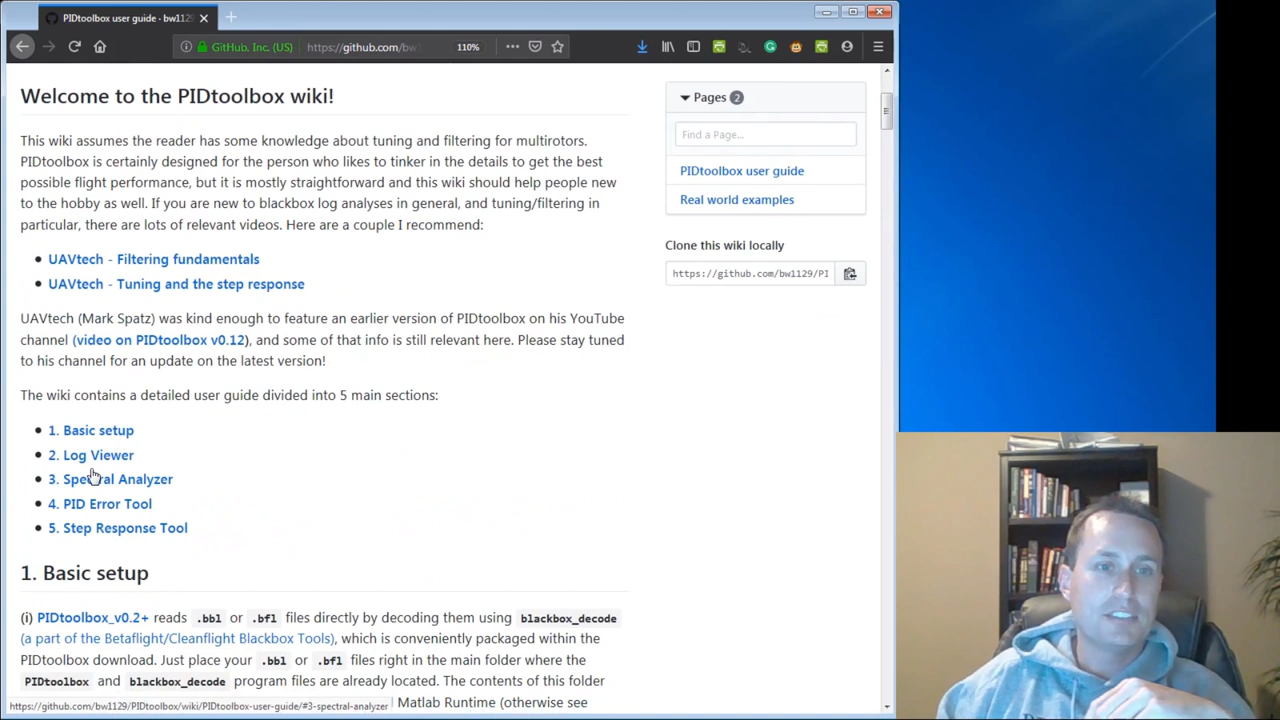 PIDtoolbox user guide · bw1129
GitHub, Inc. (US)
https://github.com/bw
110%
Welcome to the PIDtoolbox wiki!
This wiki assumes the reader has some knowledge about tuning and filtering for multirotors.
PIDtoolbox is certainly designed for the person who likes to tinker in the details to get the best
possible flight performance, but it is mostly straightforward and this wiki should help people new
to the hobby as well. If you are new to blackbox log analyses in general, and tuning/filtering in
particular, there are lots of relevant videos. Here are a couple I recommend:
• UAVtech - Filtering fundamentals
• UAVtech - Tuning and the step response
UAVtech (Mark Spatz) was kind enough to feature an earlier version of PIDtoolbox on his YouTube
channel (video on PIDtoolbox v0.12), and some of that info is still relevant here. Please stay tuned
to his channel for an update on the latest version!
The wiki contains a detailed user guide divided into 5 main sections:
• 1. Basic setup
• 2. Log Viewer
• 3. Spectral Analyzer
• 4. PID Error Tool
• 5. Step Response Tool
1. Basic setup
(i) PIDtoolbox_v0.2+ reads .bbl or .bfl files directly by decoding them using blackbox_decode
(a part of the Betaflight/Cleanflight Blackbox Tools), which is conveniently packaged within the
PIDtoolbox download. Just place your .bbl or .bfl files right in the main folder where the
PIDtoolbox and blackbox_decode program files are already located. The contents of this folder
Matlab Runtime (otherwise see
https://github.com/bw1129/PIDtoolbox/wiki/PIDtoolbox-user-guide/#3-spectral-analyzer
Pages 2
Find a Page...
PIDtoolbox user guide
Real world examples
Clone this wiki locally
https://github.com/bw1129/PI